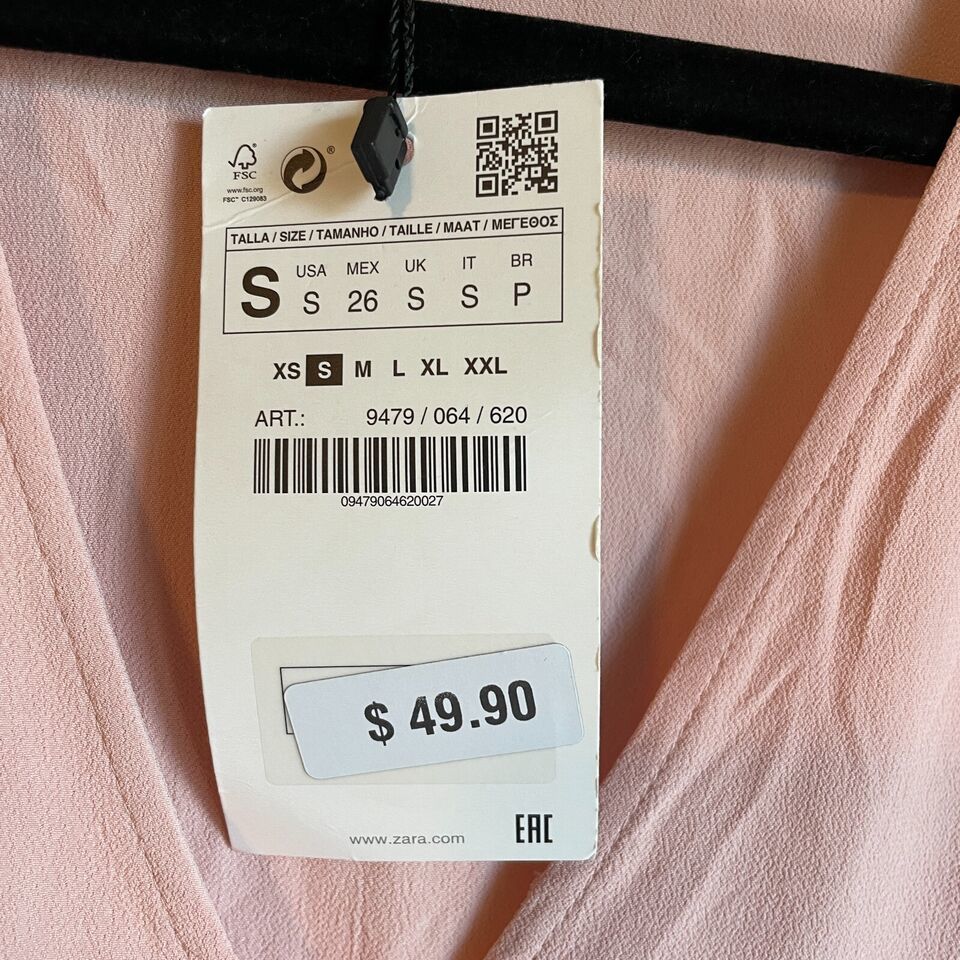 FSC
www.fsc.org
FSC™ C129083
®
TALLA / SIZE / TAMANHO / TAILLE / MAAT / ΜΕΓΕΘΟΣ
S
USA MEX UK IT BR
S 26 S S P
XS S M L XL XXL
ART.: 9479 / 064 / 620
09479064620027
$ 49.90
www.zara.com
EAC